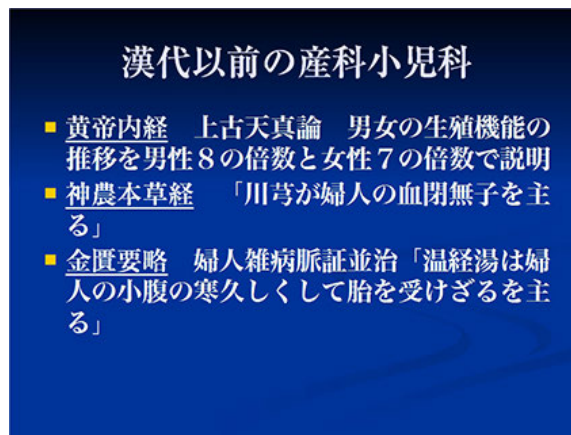 漢代以前の産科小児科
黄帝内経　上古天真論　男女の生殖機能の
推移を男性８の倍数と女性７の倍数で説明
神農本草経　「川芎が婦人の血閉無子を主
る」
金匱要略　婦人雑病脈証並治「温経湯は婦
人の小腹の寒久しくして胎を受けざるを主
る」